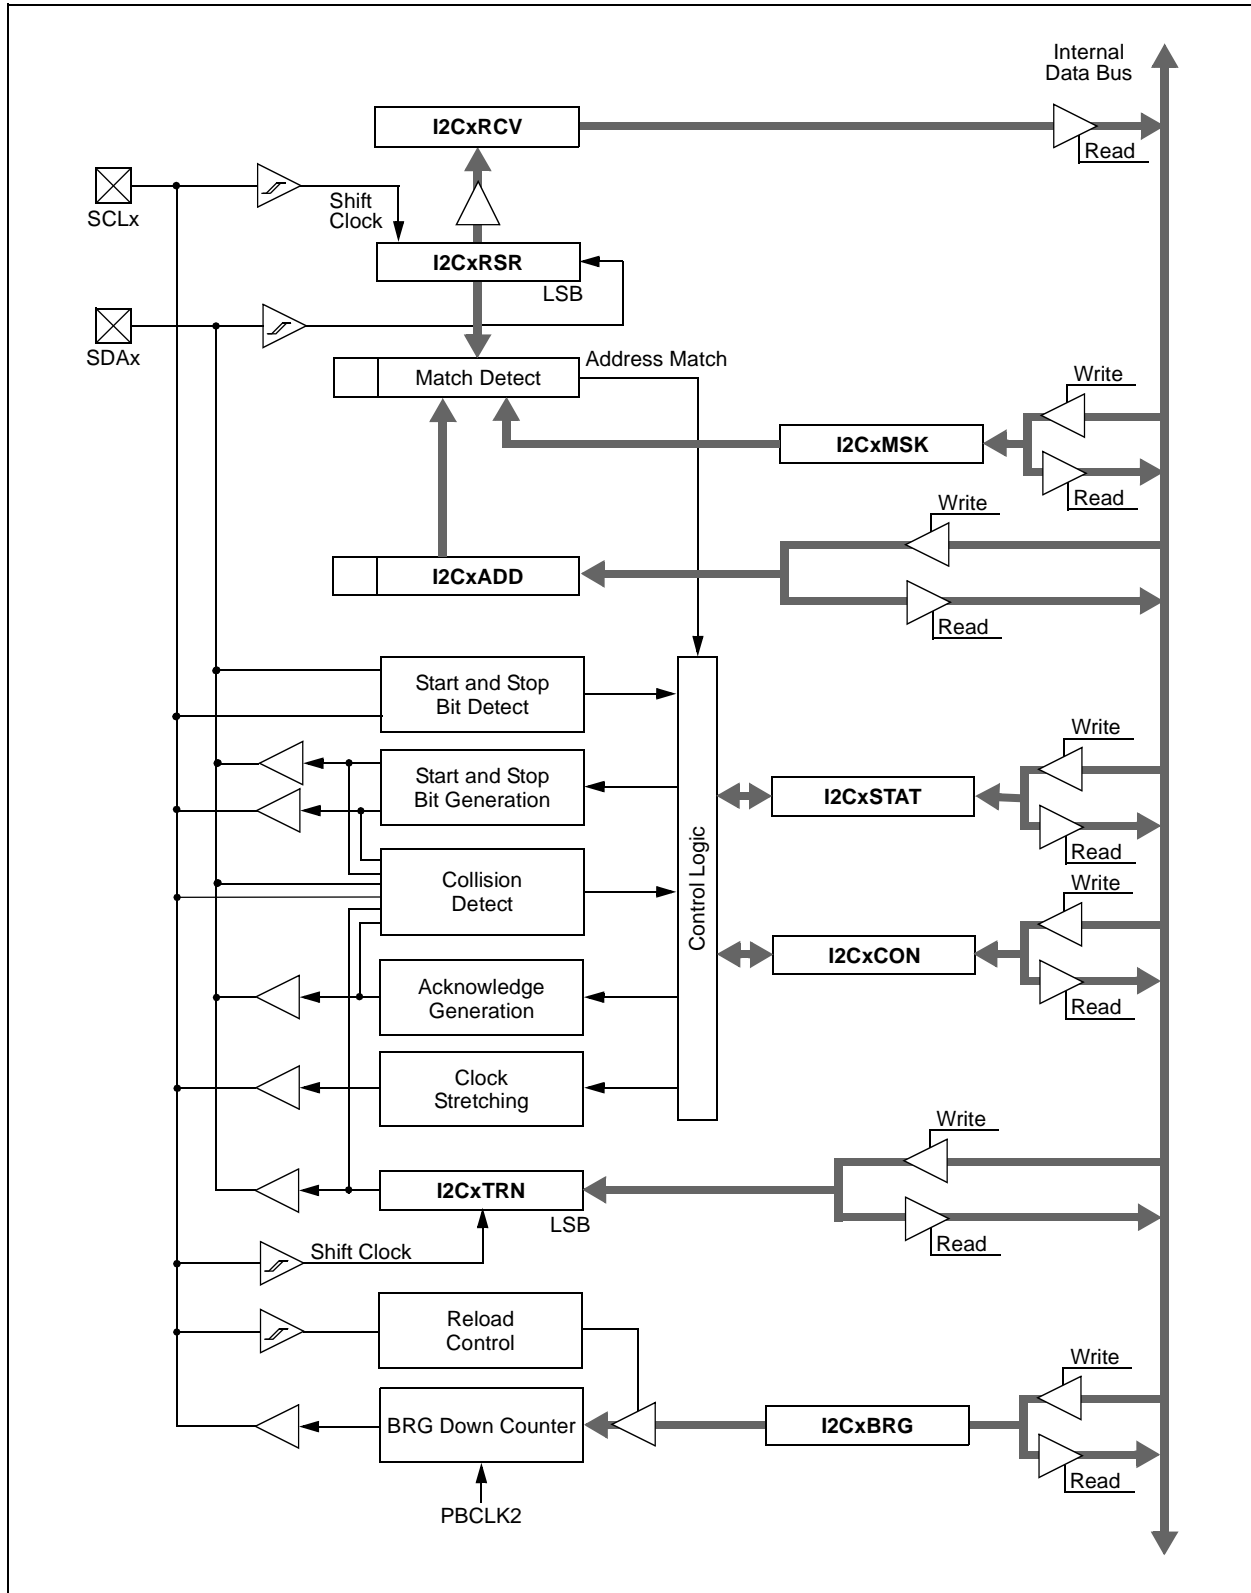 Internal
Data Bus
I2CxRCV
Read
SCLx
Shift
Clock
I2CxRSR
LSB
SDAx
Address Match
Match Detect
Write
I2CxMSK
Read
Write
I2CxADD
Read
Start and Stop
Bit Detect
Write
Start and Stop
Bit Generation
I2CxSTAT
Read
Control Logic
Collision
Detect
Write
I2CxCON
Acknowledge
Generation
Read
Clock
Stretching
Write
I2CxTRN
LSB
Read
Shift Clock
Reload
Control
Write
BRG Down Counter
I2CxBRG
Read
PBCLK2